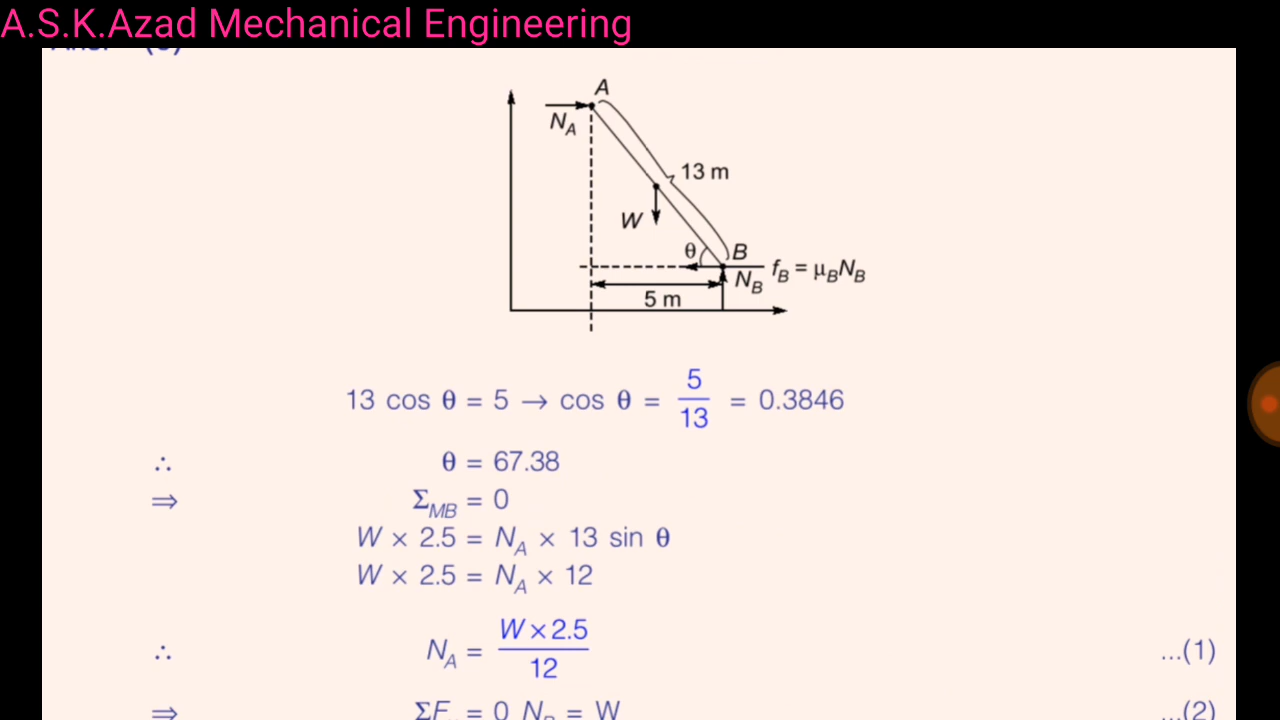 A.S.K.Azad Mechanical Engineering
A
N_A
13 m
W
θ
B
f_B = μ_B N_B
N_B
5 m
13 cos θ = 5 → cos θ = 5/13 = 0.3846
∴ θ = 67.38
⇒ Σ_MB = 0
W × 2.5 = N_A × 13 sin θ
W × 2.5 = N_A × 12
∴ N_A = W × 2.5/12 ...(1)
⇒ = 0 = W ...(2)